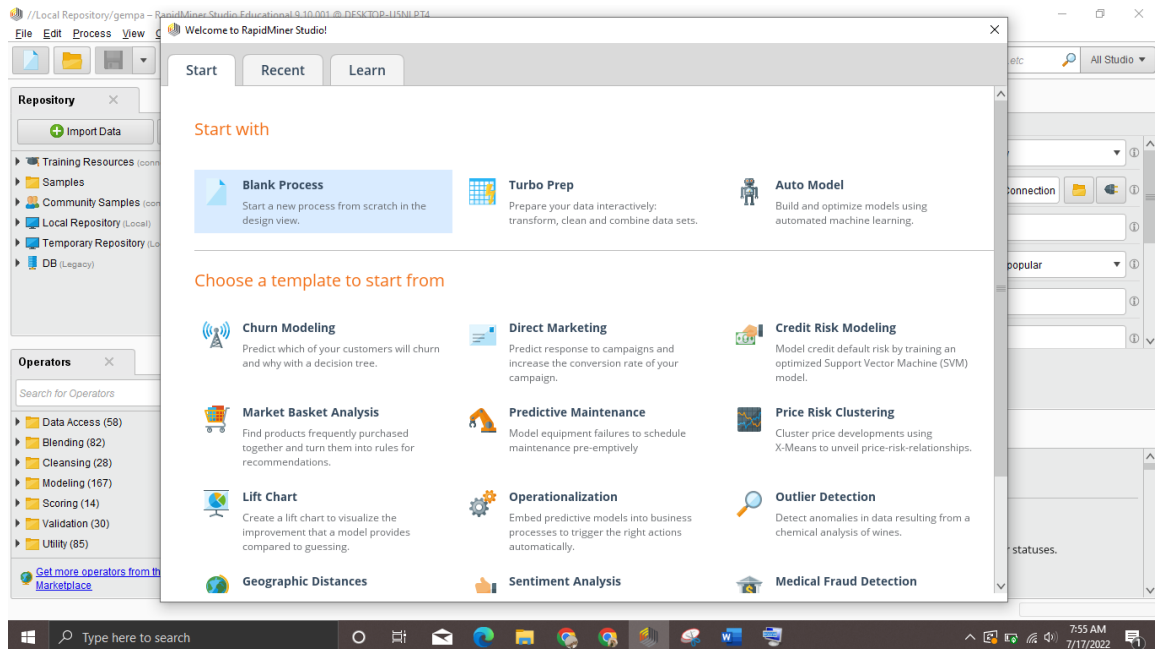 //Local Repository/gempa – RapidMiner Studio Educational 9.10.001 @ DESKTOP-U5NLPT4
Welcome to RapidMiner Studio!
File Edit Process View
etc
All Studio
Start
Recent
Learn
Repository
Import Data
Training Resources (conn
Samples
Community Samples (con
Local Repository (Local)
Temporary Repository (Lo
DB (Legacy)
Start with
Blank Process
Start a new process from scratch in the
design view.
Turbo Prep
Prepare your data interactively:
transform, clean and combine data sets.
Auto Model
Build and optimize models using
automated machine learning.
Connection
popular
Choose a template to start from
Churn Modeling
Predict which of your customers will churn
and why with a decision tree.
Direct Marketing
Predict response to campaigns and
increase the conversion rate of your
campaign.
Credit Risk Modeling
Model credit default risk by training an
optimized Support Vector Machine (SVM)
model.
Operators
Search for Operators
Data Access (58)
Blending (82)
Cleansing (28)
Modeling (167)
Scoring (14)
Validation (30)
Utility (85)
Get more operators from th
Marketplace
Market Basket Analysis
Find products frequently purchased
together and turn them into rules for
recommendations.
Predictive Maintenance
Model equipment failures to schedule
maintenance pre-emptively
Price Risk Clustering
Cluster price developments using
X-Means to unveil price-risk-relationships.
Lift Chart
Create a lift chart to visualize the
improvement that a model provides
compared to guessing.
Operationalization
Embed predictive models into business
processes to trigger the right actions
automatically.
Outlier Detection
Detect anomalies in data resulting from a
chemical analysis of wines.
Geographic Distances
Sentiment Analysis
Medical Fraud Detection
statuses.
Type here to search
7:55 AM
7/17/2022
1